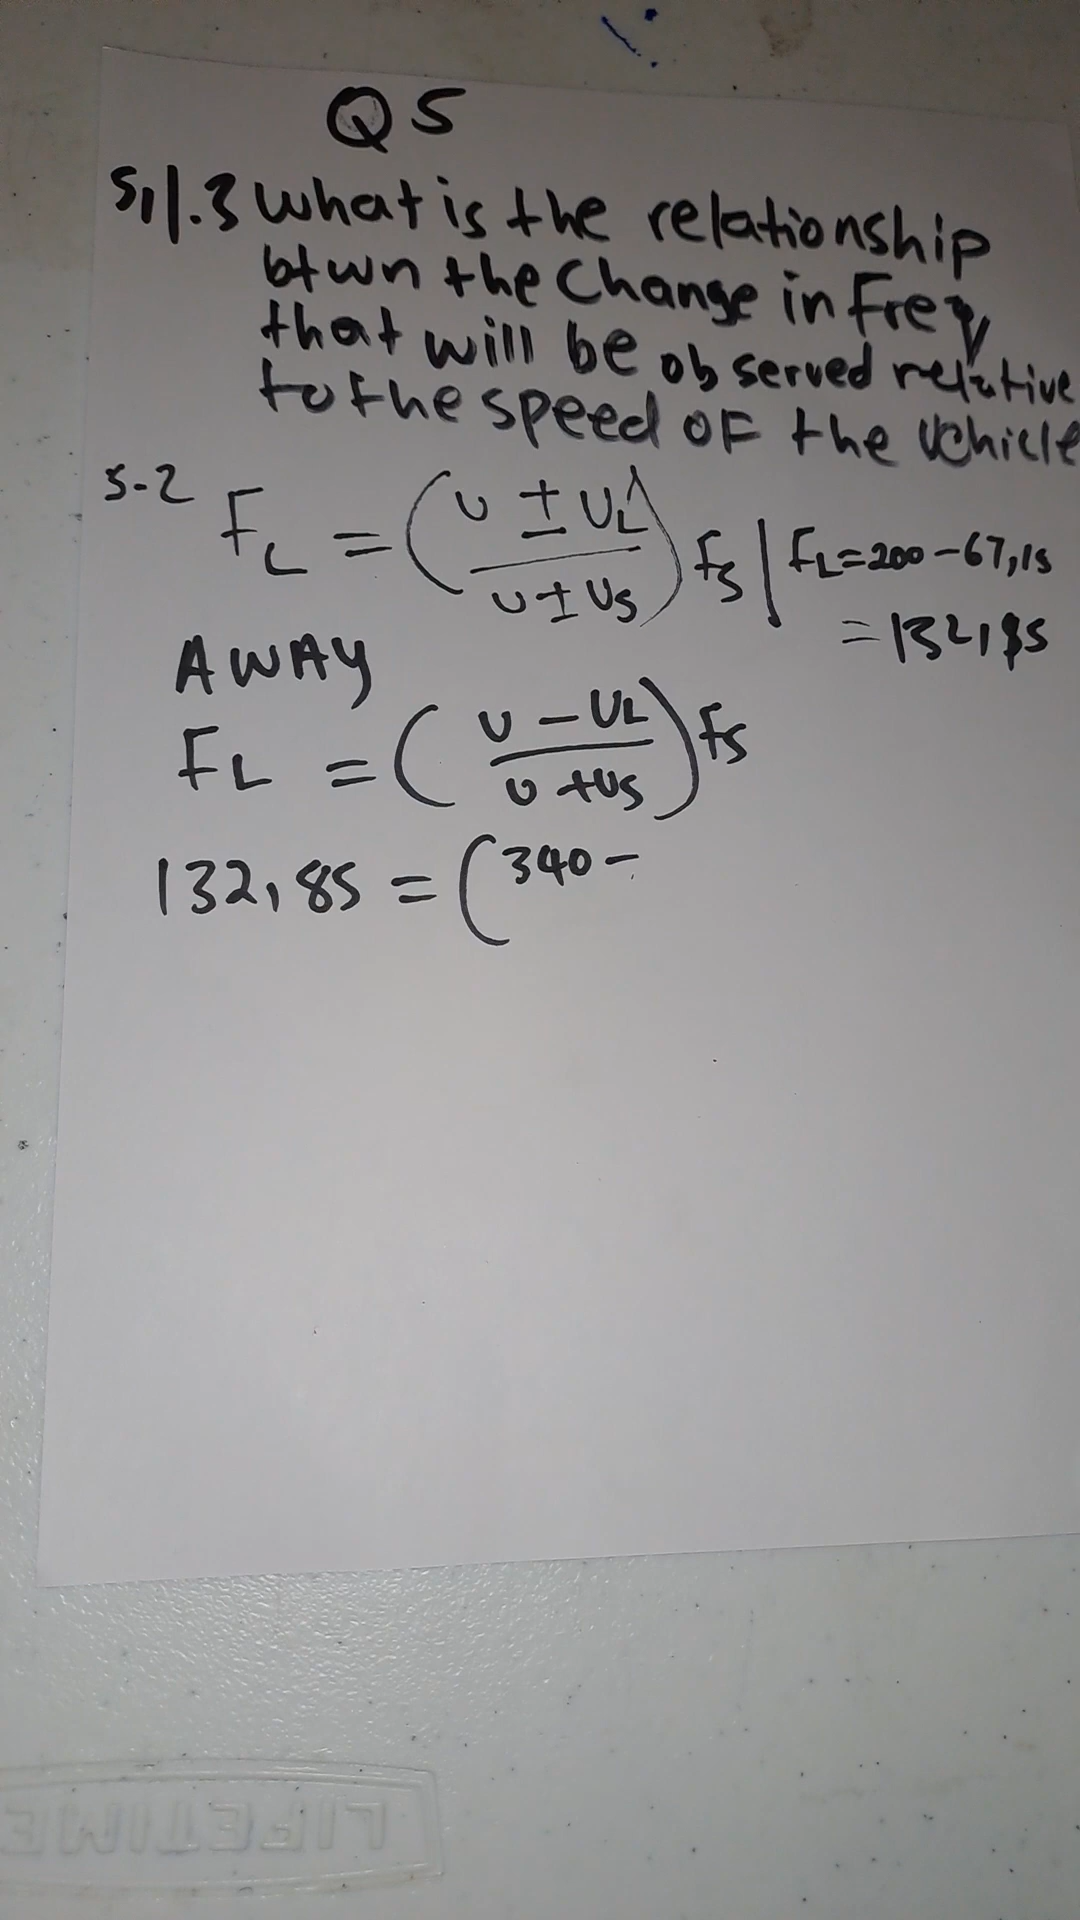 Q5
5,1.3 what is the relationship
btwn the change in freq
that will be observed relative
to the speed of the vehicle
5-2 FL = (v ± vL / v ± vs) fs | FL = 200 - 67,15
= 132,85
AWAY
FL = (v - vL / v + vs) fs
132,85 = (340 -
LIFETIME